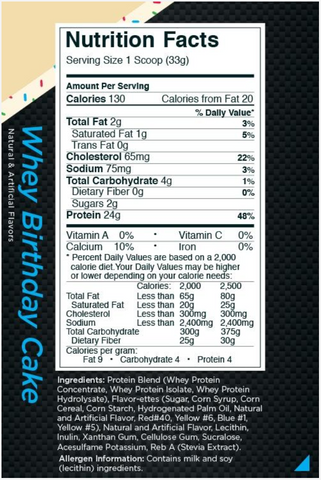 Whey Birthday Cake
Natural & Artificial Flavors
Nutrition Facts
Serving Size 1 Scoop (33g)
Amount Per Serving
Calories 130 Calories from Fat 20
% Daily Value*
Total Fat 2g 3%
Saturated Fat 1g 5%
Trans Fat 0g
Cholesterol 65mg 22%
Sodium 75mg 3%
Total Carbohydrate 4g 1%
Dietary Fiber 0g 0%
Sugars 2g
Protein 24g 48%
Vitamin A 0% • Vitamin C 0%
Calcium 10% • Iron 0%
* Percent Daily Values are based on a 2,000
calorie diet.Your Daily Values may be higher
or lower depending on your calorie needs:
Calories: 2,000 2,500
Total Fat Less than 65g 80g
Saturated Fat Less than 20g 25g
Cholesterol Less than 300mg 300mg
Sodium Less than 2,400mg 2,400mg
Total Carbohydrate 300g 375g
Dietary Fiber 25g 30g
Calories per gram:
Fat 9 • Carbohydrate 4 • Protein 4
Ingredients: Protein Blend (Whey Protein
Concentrate, Whey Protein Isolate, Whey Protein
Hydrolysate), Flavor-ettes (Sugar, Corn Syrup, Corn
Cereal, Corn Starch, Hydrogenated Palm Oil, Natural
and Artificial Flavor, Red#40, Yellow #6, Blue #1,
Yellow #5), Natural and Artificial Flavor, Lecithin,
Inulin, Xanthan Gum, Cellulose Gum, Sucralose,
Acesulfame Potassium, Reb A (Stevia Extract).
Allergen Information: Contains milk and soy
(lecithin) ingredients.